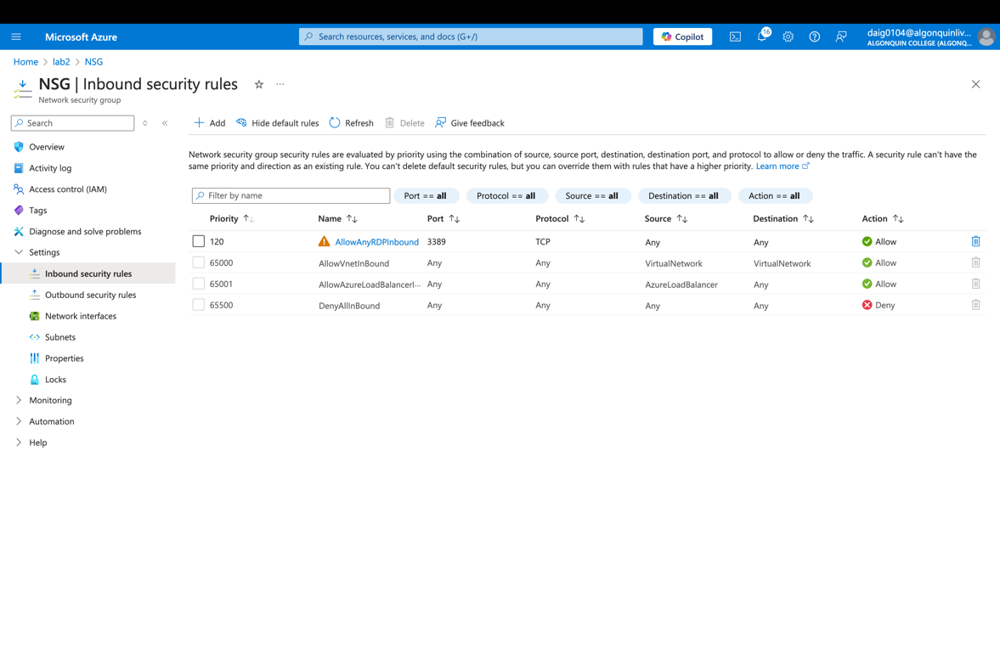 Microsoft Azure
Search resources, services, and docs (G+/)
Copilot
16
daig0104@algonquinliv...
ALGONQUIN COLLEGE (ALGONQ...
Home > lab2 > NSG
NSG | Inbound security rules
Network security group
Search
Overview
Activity log
Access control (IAM)
Tags
Diagnose and solve problems
Settings
Inbound security rules
Outbound security rules
Network interfaces
Subnets
Properties
Locks
Monitoring
Automation
Help
Add Hide default rules Refresh Delete Give feedback
Network security group security rules are evaluated by priority using the combination of source, source port, destination, destination port, and protocol to allow or deny the traffic. A security rule can't have the
same priority and direction as an existing rule. You can't delete default security rules, but you can override them with rules that have a higher priority. Learn more
Filter by name Port == all Protocol == all Source == all Destination == all Action == all
Priority Name Port Protocol Source Destination Action
120 AllowAnyRDPInbound 3389 TCP Any Any Allow
65000 AllowVnetInBound Any Any VirtualNetwork VirtualNetwork Allow
65001 AllowAzureLoadBalancerI... Any Any AzureLoadBalancer Any Allow
65500 DenyAllInBound Any Any Any Any Deny